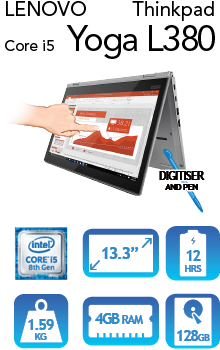 LENOVO Thinkpad
Core i5 Yoga L380
DIGITISER
AND PEN
intel
CORE i5
8th Gen
13.3”
12
HRS
1.59
KG
4GB RAM
128GB